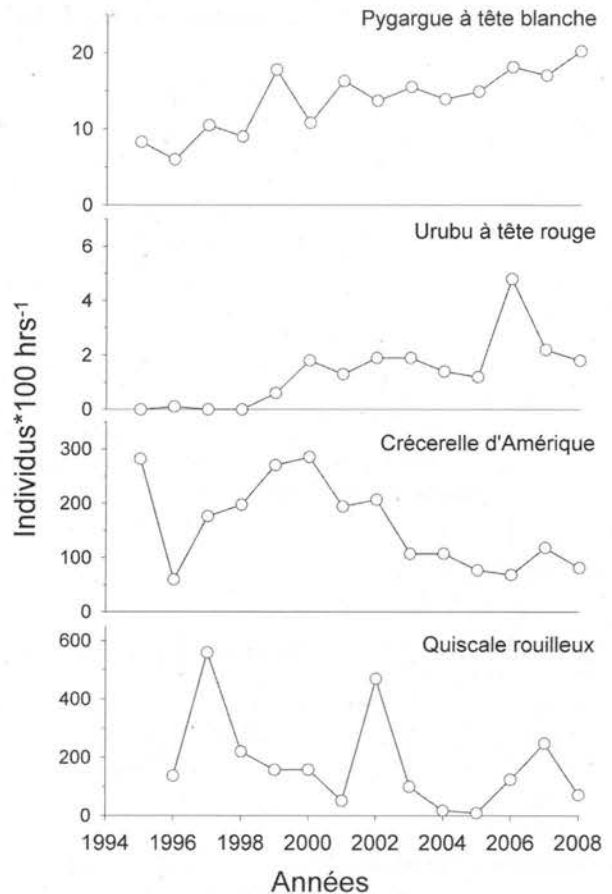 Pygargue à tête blanche
20
10
0
Urubu à tête rouge
6
4
2
0
Individus*100 hrs⁻¹
Crécerelle d'Amérique
300
200
100
0
Quiscale rouilleux
600
400
200
0
1994 1996 1998 2000 2002 2004 2006 2008
Années